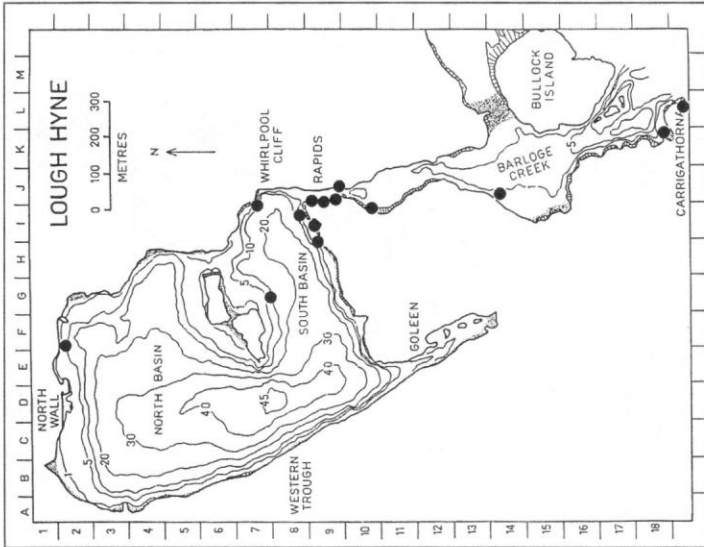 A B C D E F G H I J K L M
LOUGH HYNE
0 100 200 300
METRES
N
NORTH
WALL
1
5
20
30
NORTH BASIN
40
45
40
30
10
5
1
20
SOUTH BASIN
WHIRLPOOL
CLIFF
RAPIDS
WESTERN
TROUGH
GOLEEN
BULLOCK
ISLAND
BARLOGE
CREEK
5
CARRIGATHORNA
1
2
3
4
5
6
7
8
9
10
11
12
13
14
15
16
17
18